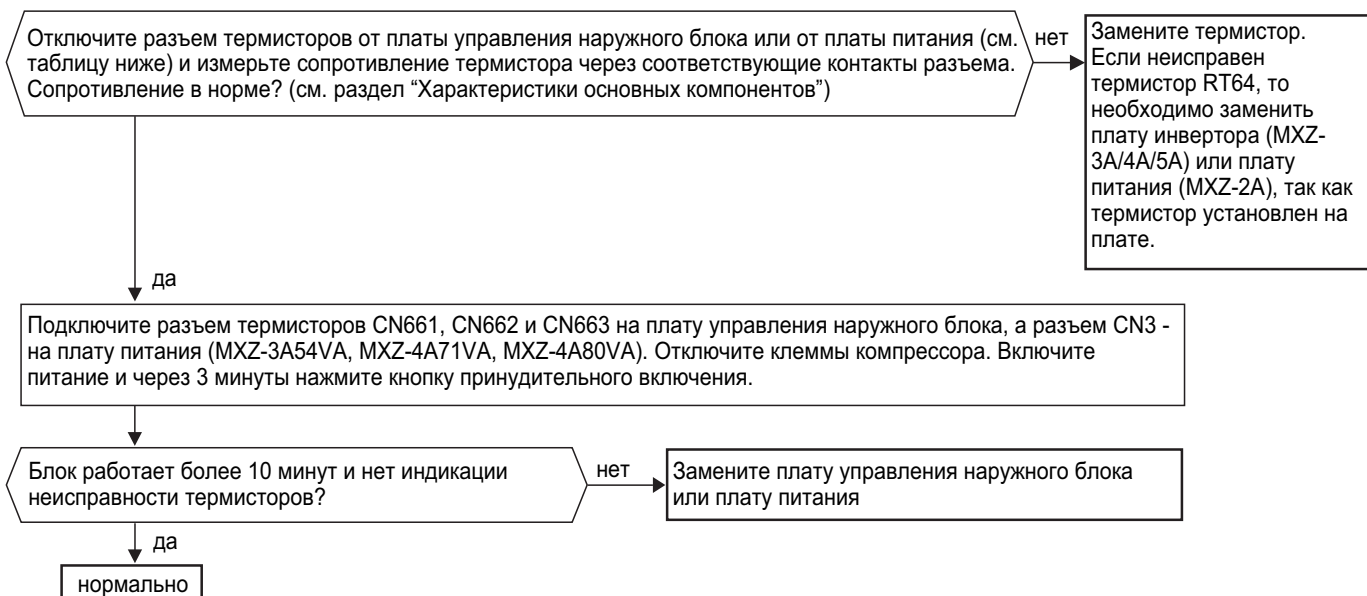 Отключите разъем термисторов от платы управления наружного блока или от платы питания (см.
таблицу ниже) и измерьте сопротивление термистора через соответствующие контакты разъема.
Сопротивление в норме? (см. раздел “Характеристики основных компонентов”)
нет
Замените термистор.
Если неисправен
термистор RT64, то
необходимо заменить
плату инвертора (MXZ-
3A/4A/5A) или плату
питания (MXZ-2A), так как
термистор установлен на
плате.
да
Подключите разъем термисторов CN661, CN662 и CN663 на плату управления наружного блока, а разъем CN3 -
на плату питания (MXZ-3A54VA, MXZ-4A71VA, MXZ-4A80VA). Отключите клеммы компрессора. Включите
питание и через 3 минуты нажмите кнопку принудительного включения.
Блок работает более 10 минут и нет индикации
неисправности термисторов?
нет
Замените плату управления наружного блока
или плату питания
да
нормально